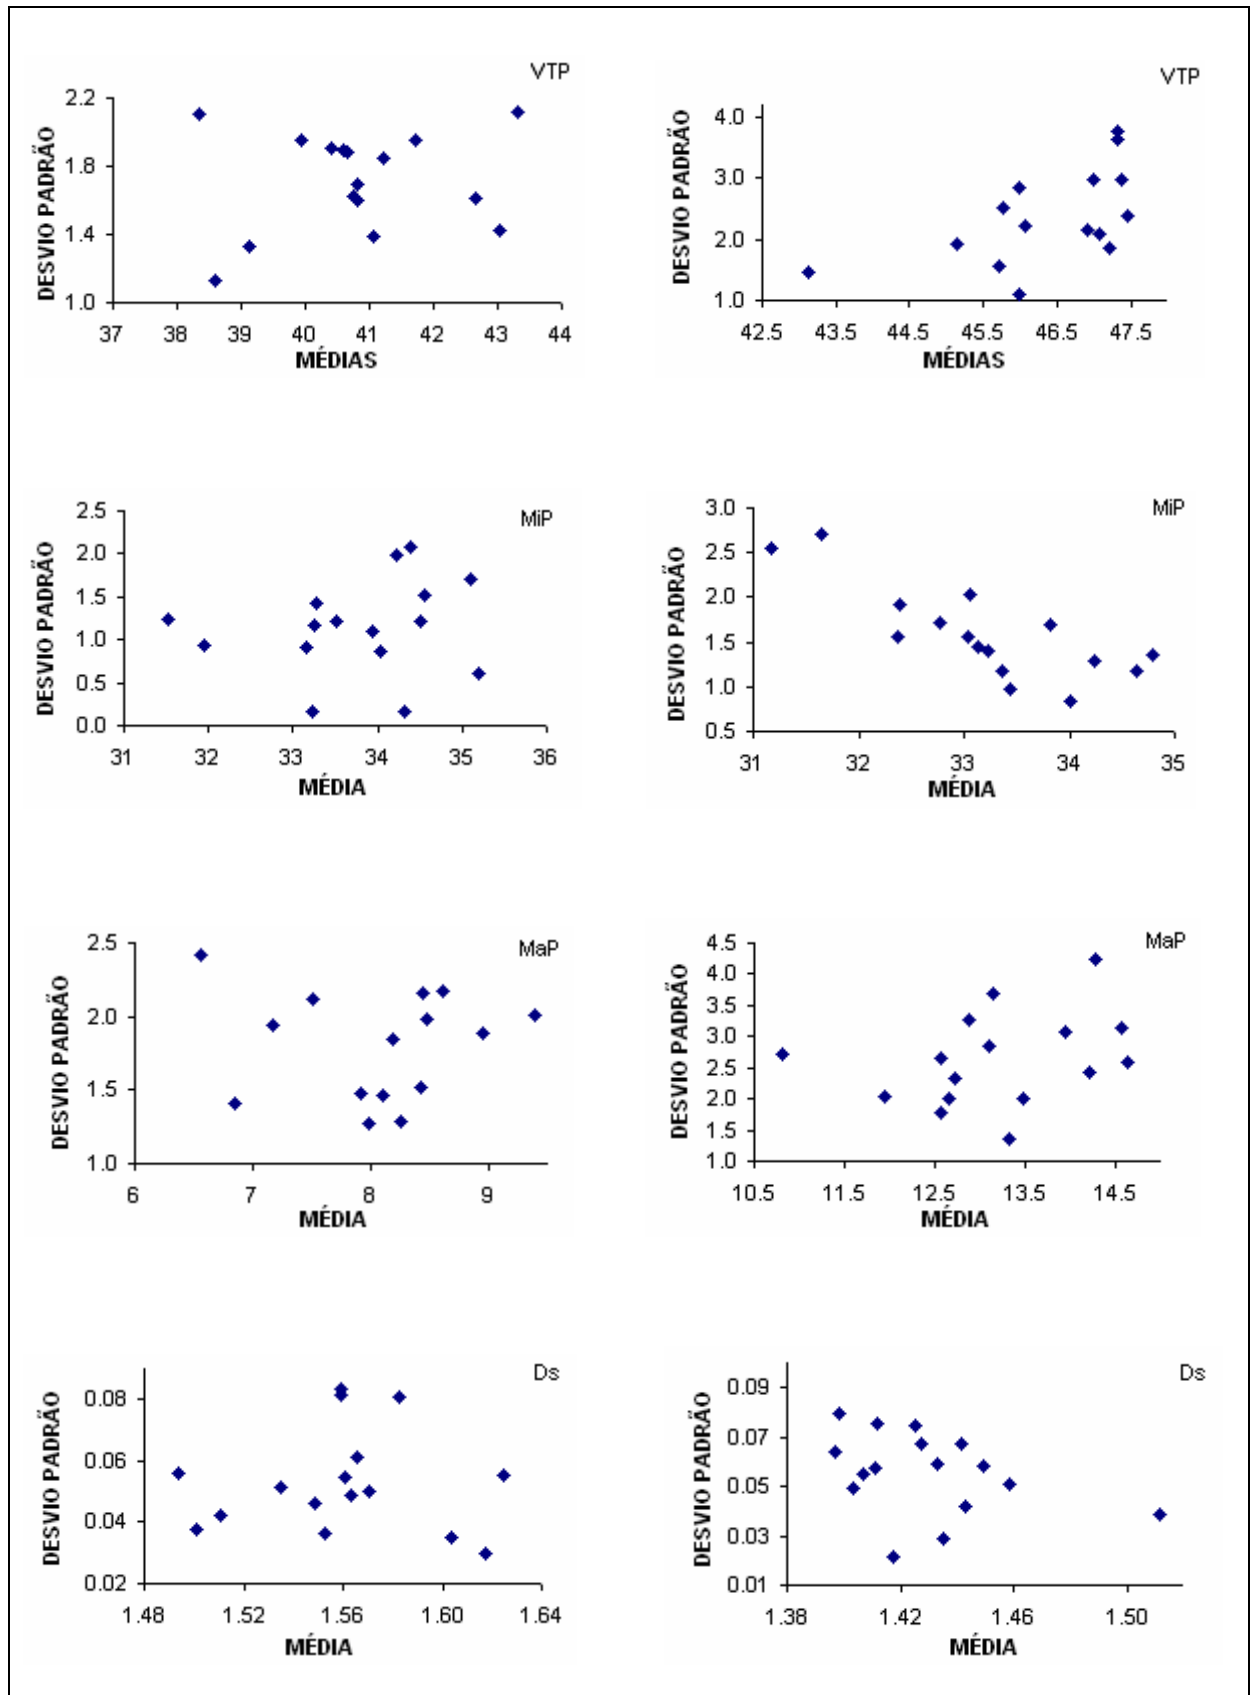 VTP
DESVIO PADRÃO
2.2
1.8
1.4
1.0
37 38 39 40 41 42 43 44
MÉDIAS
VTP
DESVIO PADRÃO
4.0
3.0
2.0
1.0
42.5 43.5 44.5 45.5 46.5 47.5
MÉDIAS
MiP
DESVIO PADRÃO
2.5
2.0
1.5
1.0
0.5
0.0
31 32 33 34 35 36
MÉDIA
MiP
DESVIO PADRÃO
3.0
2.5
2.0
1.5
1.0
0.5
31 32 33 34 35
MÉDIA
MaP
DESVIO PADRÃO
2.5
2.0
1.5
1.0
6 7 8 9
MÉDIA
MaP
DESVIO PADRÃO
4.5
4.0
3.5
3.0
2.5
2.0
1.5
1.0
10.5 11.5 12.5 13.5 14.5
MÉDIA
Ds
DESVIO PADRÃO
0.08
0.06
0.04
0.02
1.48 1.52 1.56 1.60 1.64
MÉDIA
Ds
DESVIO PADRÃO
0.09
0.07
0.05
0.03
0.01
1.38 1.42 1.46 1.50
MÉDIA